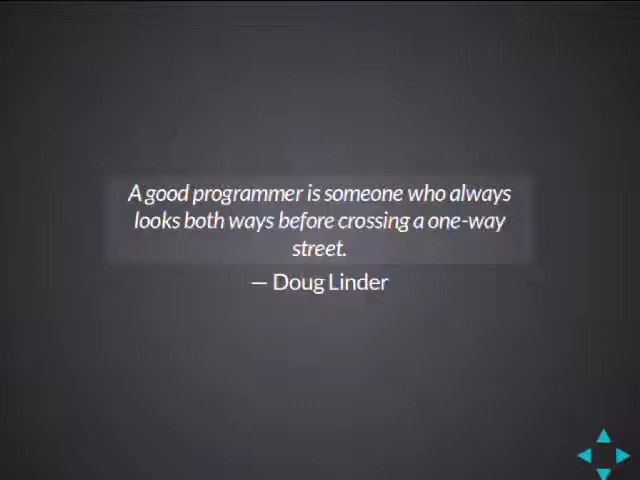 A good programmer is someone who always
looks both ways before crossing a one-way
street.
— Doug Linder